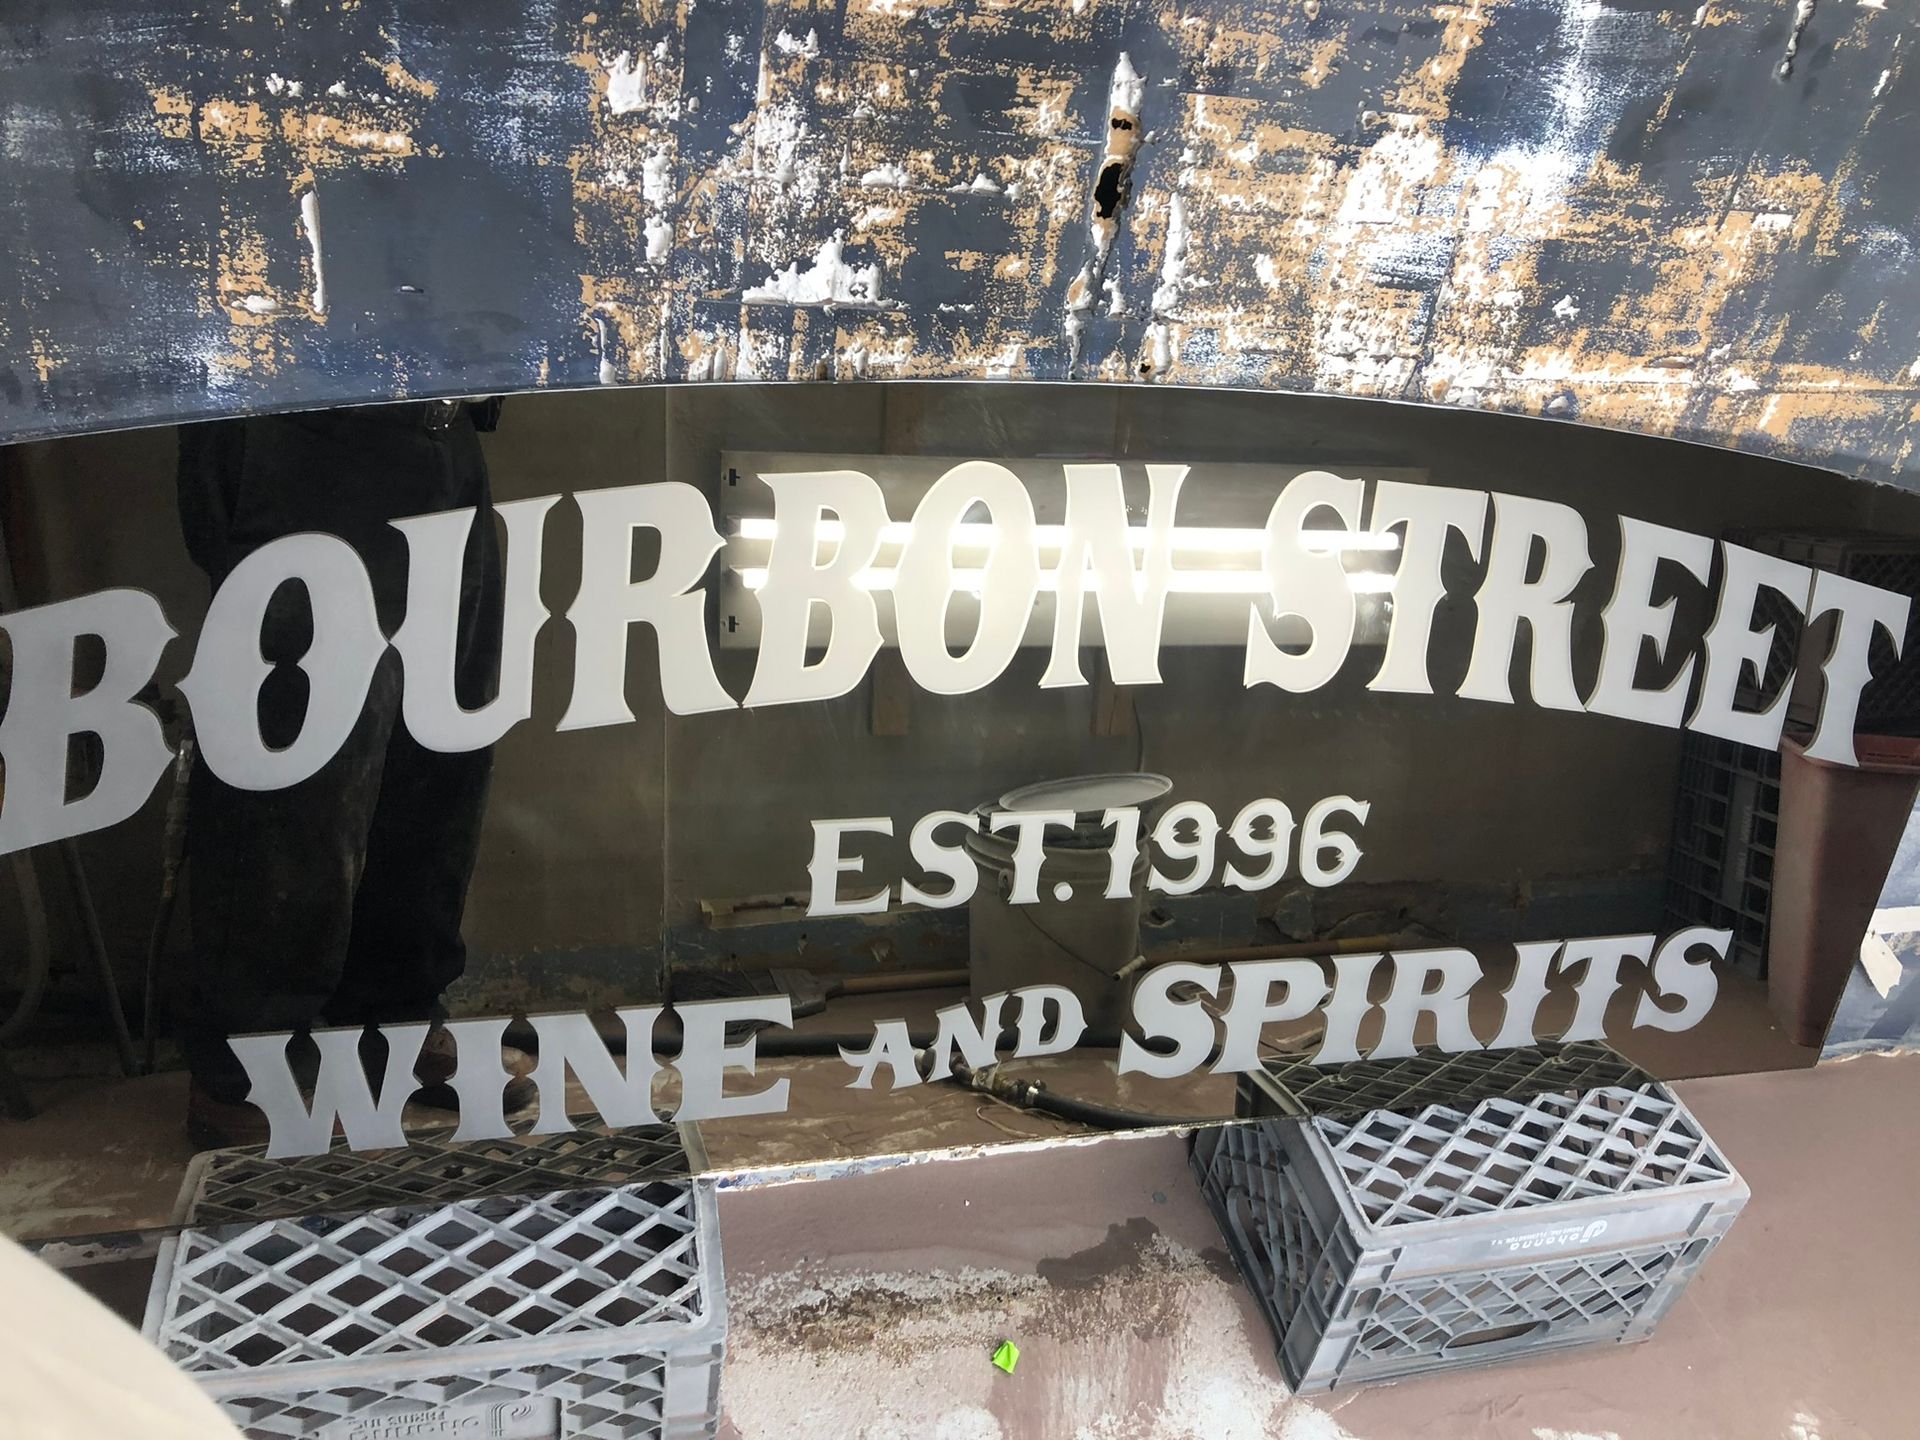 BOURBON STREET
EST. 1996
WINE AND SPIRITS